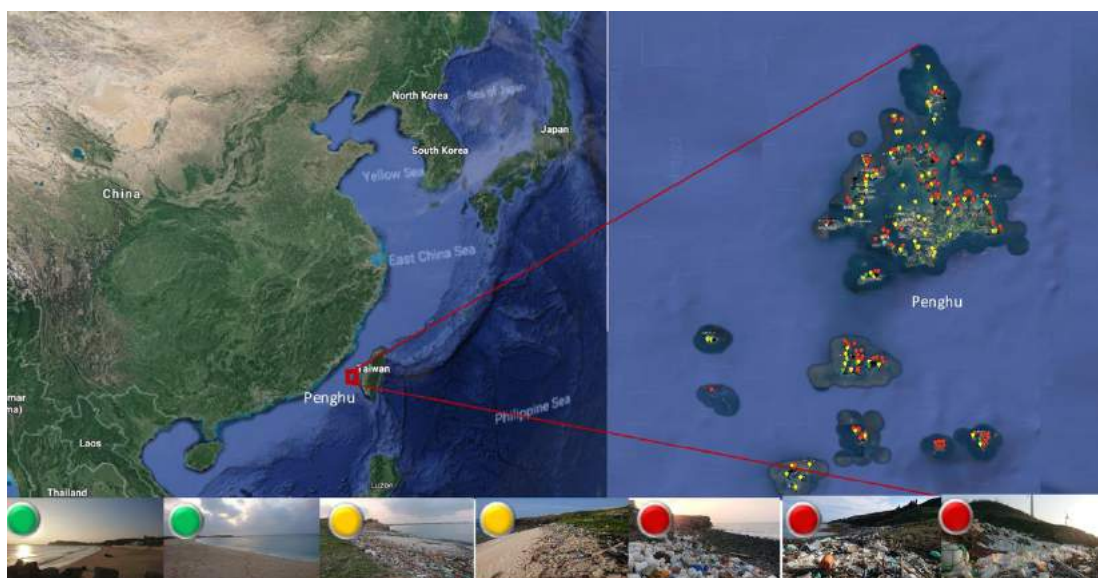 North Korea
Sea of Japan
Japan
South Korea
Yellow Sea
China
East China Sea
Taiwan
Penghu
Philippine Sea
Laos
Luzon
Thailand
Penghu